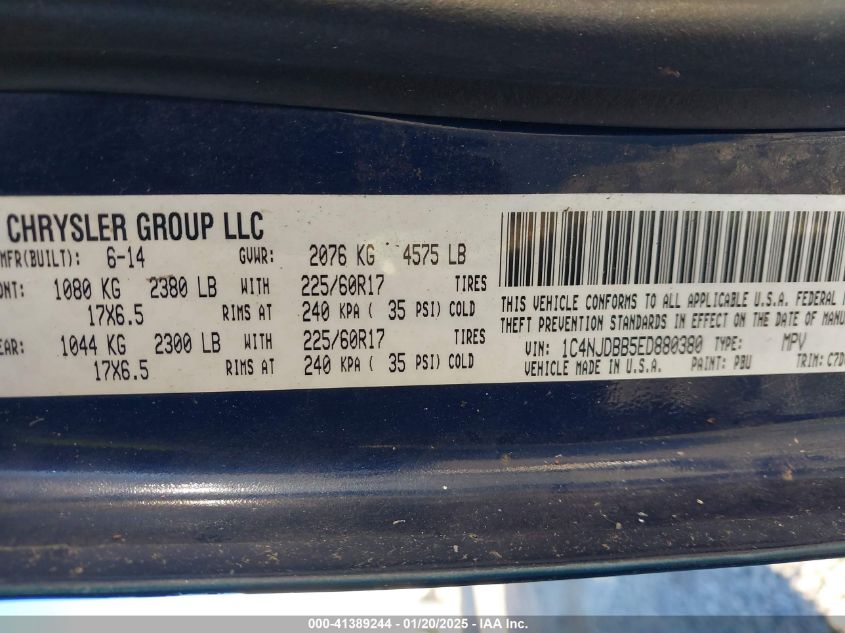 CHRYSLER GROUP LLC
MFR(BUILT): 6-14 GVWR: 2076 KG 4575 LB
ONT: 1080 KG 2380 LB WITH 225/60R17 TIRES
17X6.5 RIMS AT 240 KPA ( 35 PSI) COLD
EAR: 1044 KG 2300 LB WITH 225/60R17 TIRES
17X6.5 RIMS AT 240 KPA ( 35 PSI) COLD
THIS VEHICLE CONFORMS TO ALL APPLICABLE U.S.A. FEDERAL
THEFT PREVENTION STANDARDS IN EFFECT ON THE DATE OF MANU
VIN: 1C4NJDBB5ED880380 TYPE: MPV
VEHICLE MADE IN U.S.A. PAINT: PBU TRIM: C7D
000-41389244 | 01/20/2025 | IAA Inc.